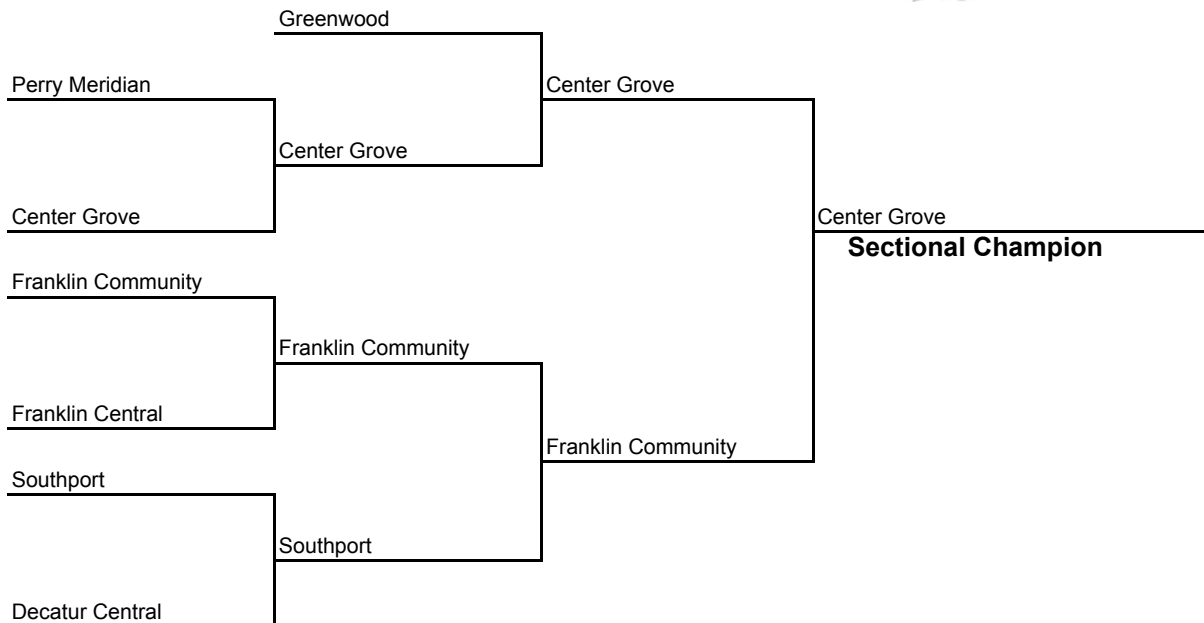 Greenwood
Perry Meridian
Center Grove
Center Grove
Center Grove
Center Grove
Sectional Champion
Franklin Community
Franklin Community
Franklin Central
Franklin Community
Southport
Southport
Decatur Central